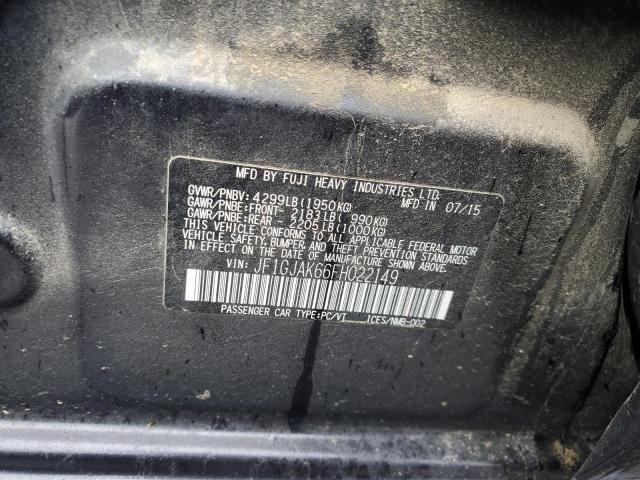 MFD BY FUJI HEAVY INDUSTRIES LTD.
GVWR/PNBV: 4299LB(1950KG) MFD IN 07/15
GAWR/PNBE:FRONT- 2183LB( 990KG)
GAWR/PNBE:REAR - 2205LB(1000KG)
THIS VEHICLE CONFORMS TO ALL APPLICABLE FEDERAL MOTOR
VEHICLE SAFETY,BUMPER,AND THEFT PREVENTION STANDARDS
IN EFFECT ON THE DATE OF MANUFACTURE SHOWN ABOVE.
VIN: JF1GJAK66FH022149
PASSENGER CAR TYPE:PC/VT ICES/NMB-002